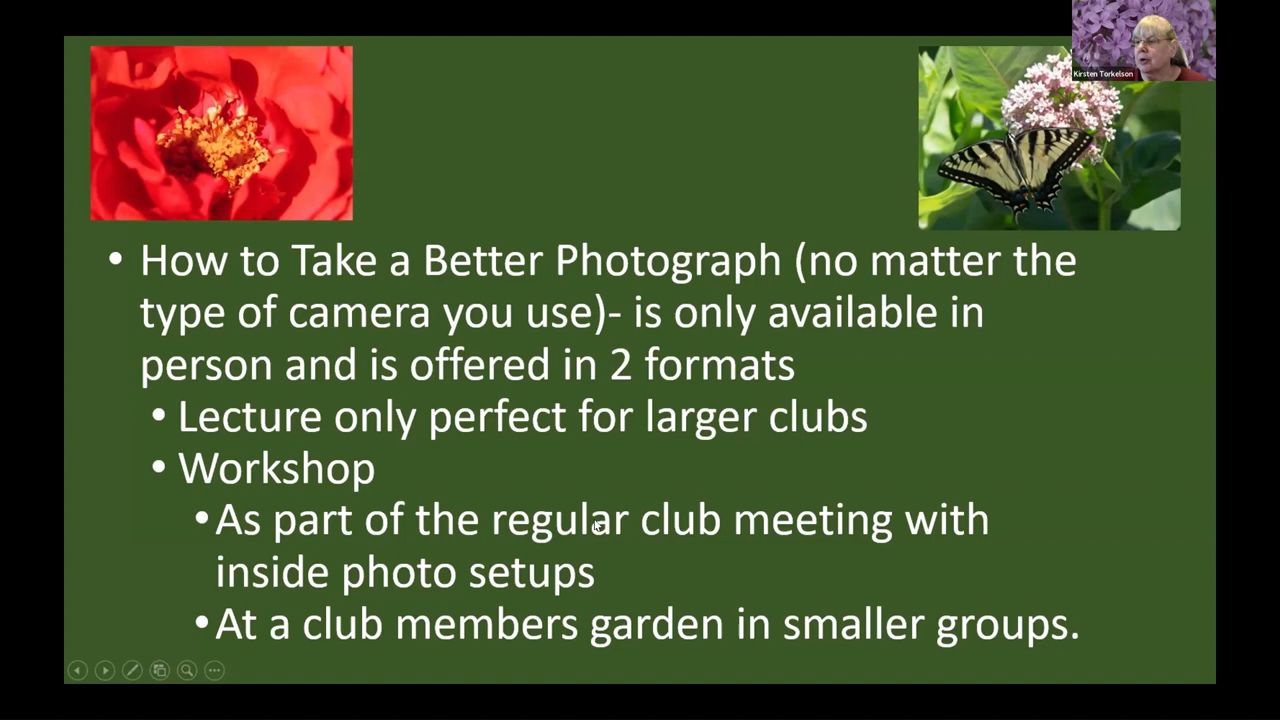 Kirsten Torkelson
• How to Take a Better Photograph (no matter the
type of camera you use)- is only available in
person and is offered in 2 formats
• Lecture only perfect for larger clubs
• Workshop
• As part of the regular club meeting with
inside photo setups
• At a club members garden in smaller groups.